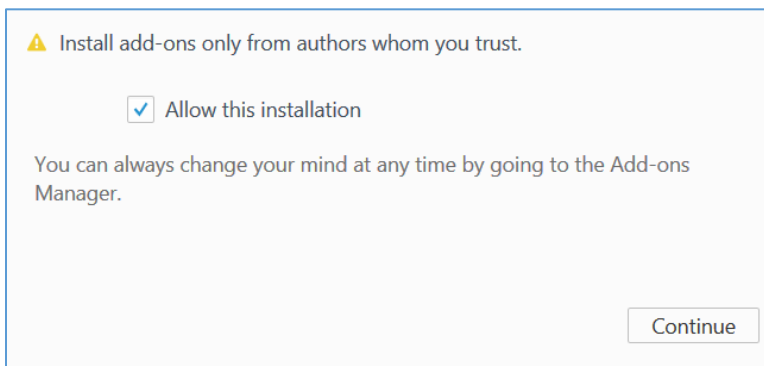 Install add-ons only from authors whom you trust.
Allow this installation
You can always change your mind at any time by going to the Add-ons
Manager.
Continue